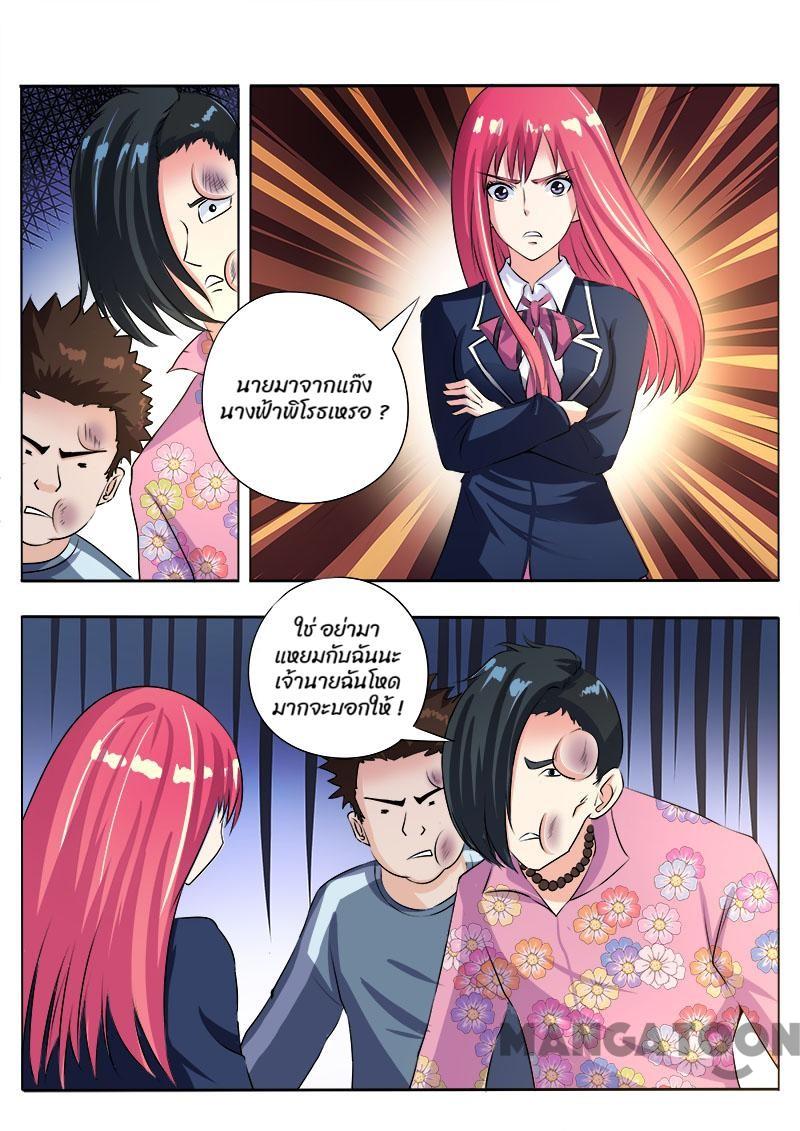 นายมาจากแก๊ง
นางฟ้าพิโรธเหรอ ?
ใช่ อย่ามา
แหยมกับฉันนะ
เจ้านายฉันโหด
มากจะบอกให้ !
MANGATOON